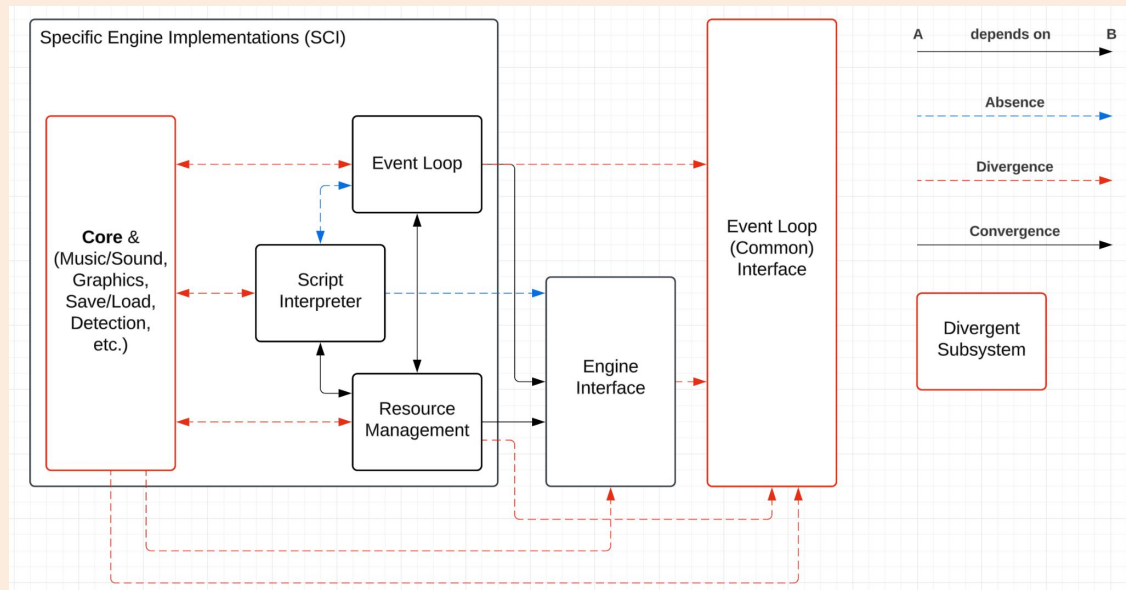 Specific Engine Implementations (SCI)
Core &
(Music/Sound,
Graphics,
Save/Load,
Detection,
etc.)
Event Loop
Script
Interpreter
Resource
Management
Engine
Interface
Event Loop
(Common)
Interface
A depends on B
Absence
Divergence
Convergence
Divergent
Subsystem